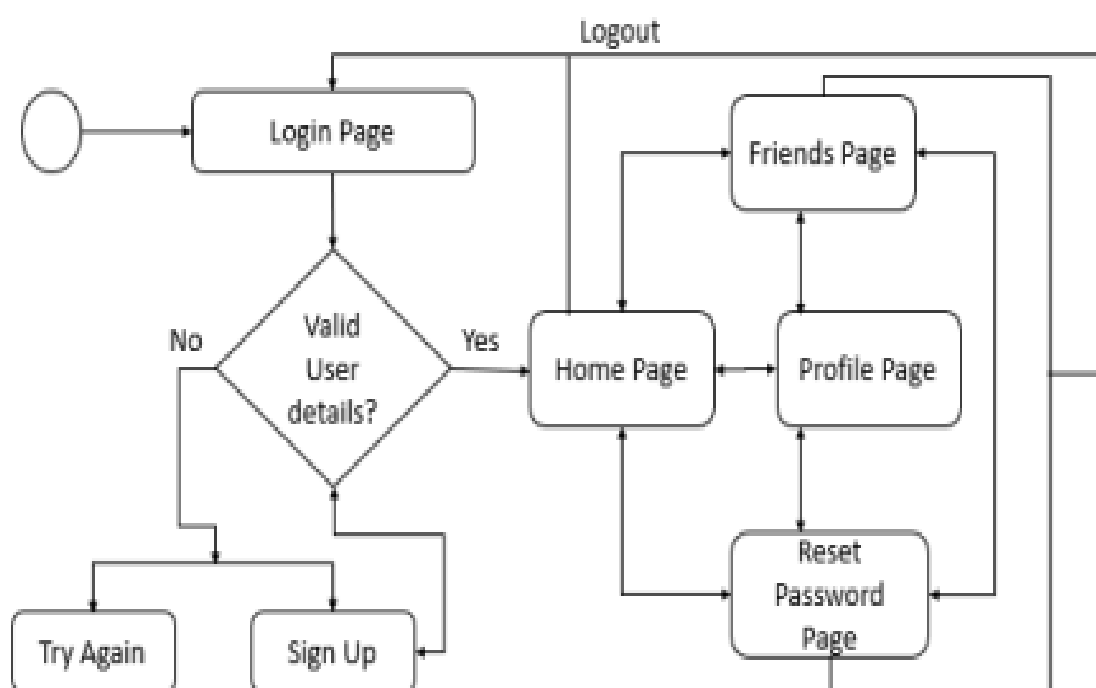 Logout
Login Page
Friends Page
No
Valid
User
details?
Yes
Home Page
Profile Page
Reset
Password
Page
Try Again
Sign Up